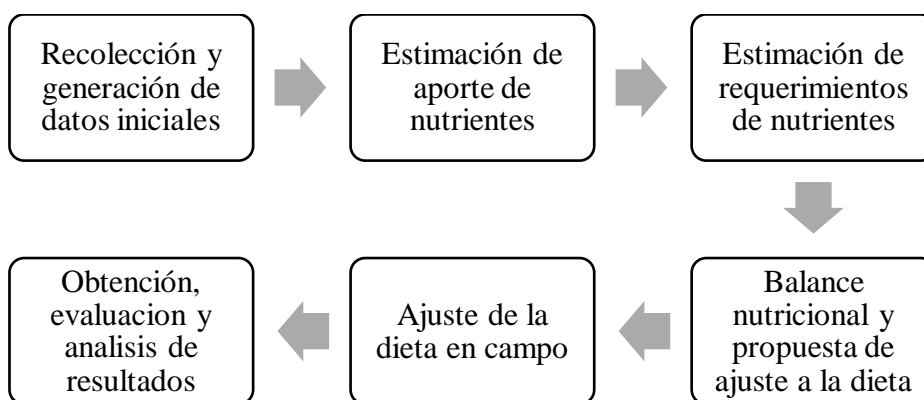 Recolección y
generación de
datos iniciales
Estimación de
aporte de
nutrientes
Estimación de
requerimientos
de nutrientes
Balance
nutricional y
propuesta de
ajuste a la dieta
Ajuste de la
dieta en campo
Obtención,
evaluacion y
analisis de
resultados